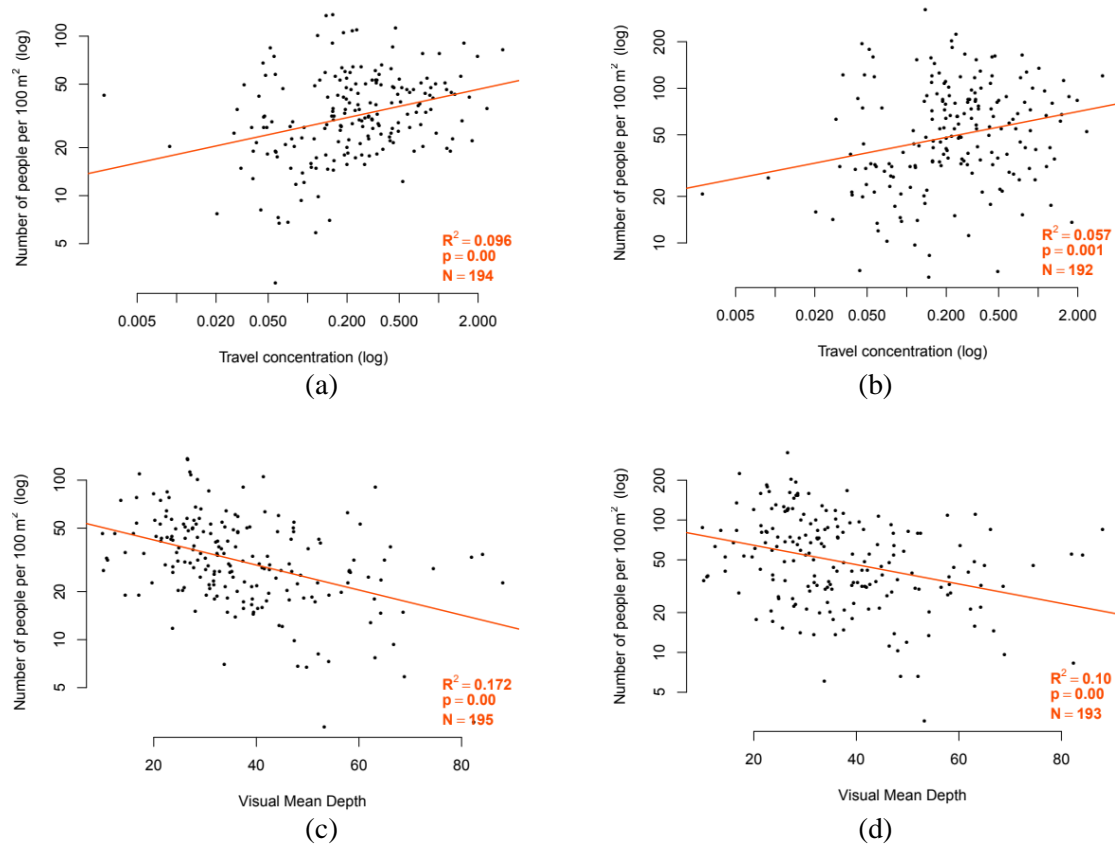 Number of people per 100 m² (log)
100
50
20
10
5
R² = 0.096
p = 0.00
N = 194
0.005 0.020 0.050 0.200 0.500 2.000
Travel concentration (log)
(a)
Number of people per 100 m² (log)
200
100
50
20
10
R² = 0.057
p = 0.001
N = 192
0.005 0.020 0.050 0.200 0.500 2.000
Travel concentration (log)
(b)
Number of people per 100 m² (log)
100
50
20
10
5
R² = 0.172
p = 0.00
N = 195
20 40 60 80
Visual Mean Depth
(c)
Number of people per 100 m² (log)
200
100
50
20
10
5
R² = 0.10
p = 0.00
N = 193
20 40 60 80
Visual Mean Depth
(d)